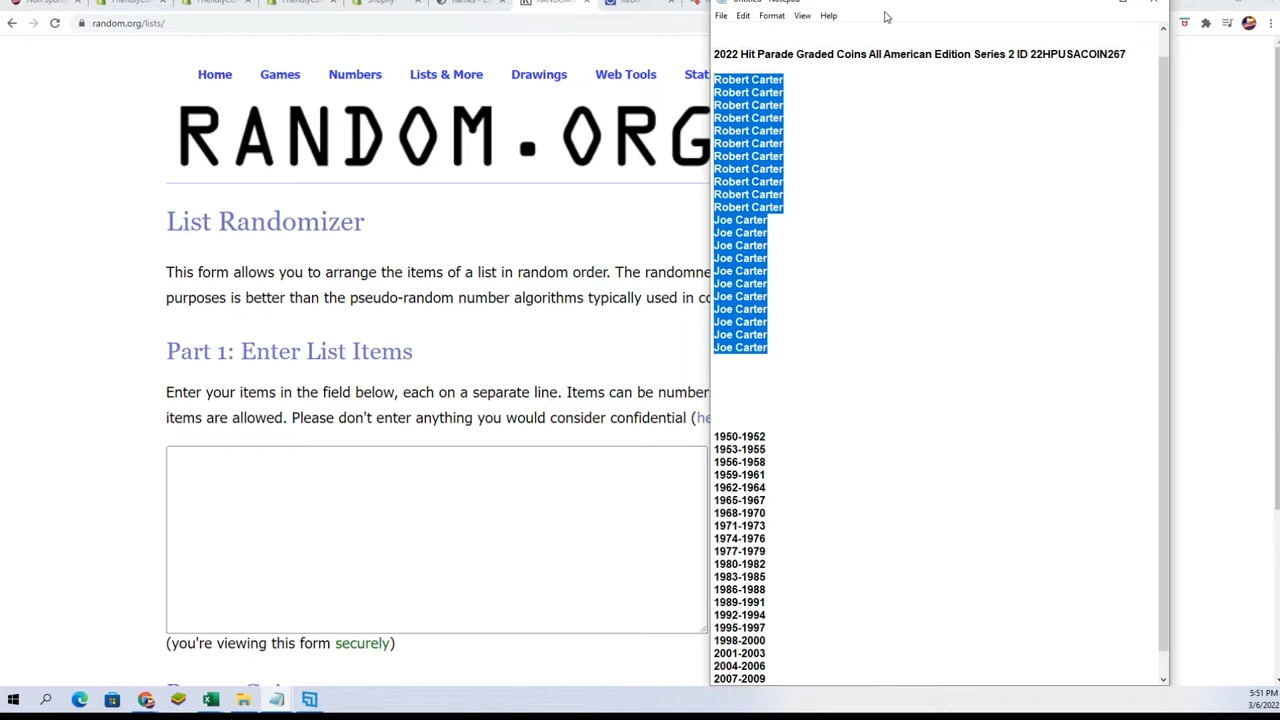 random.org/lists/
File Edit Format View Help
Home Games Numbers Lists & More Drawings Web Tools
RANDOM.ORG
List Randomizer
This form allows you to arrange the items of a list in random order. The
purposes is better than the pseudo-random number algorithms typically used in
Part 1: Enter List Items
Enter your items in the field below, each on a separate line. Items can be
items are allowed. Please don't enter anything you would consider confidential
(you're viewing this form securely)
2022 Hit Parade Graded Coins All American Edition Series 2 ID 22HPUSACOIN267
Robert Carter
Robert Carter
Robert Carter
Robert Carter
Robert Carter
Robert Carter
Robert Carter
Robert Carter
Robert Carter
Robert Carter
Robert Carter
Joe Carter
Joe Carter
Joe Carter
Joe Carter
Joe Carter
Joe Carter
Joe Carter
Joe Carter
Joe Carter
Joe Carter
Joe Carter
1950-1952
1953-1955
1956-1958
1959-1961
1962-1964
1965-1967
1968-1970
1971-1973
1974-1976
1977-1979
1980-1982
1983-1985
1986-1988
1989-1991
1992-1994
1995-1997
1998-2000
2001-2003
2004-2006
2007-2009
5:51 PM
3/6/2022